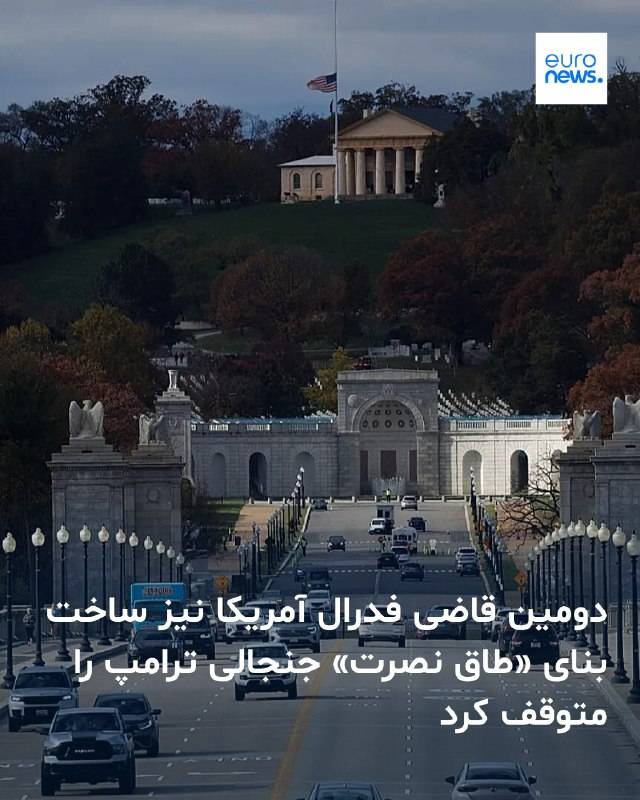 euro
news.
دومین قاضی فدرال آمریکا نیز ساخت
بنای «طاق نصرت» جنجالی ترامپ را
متوقف کرد